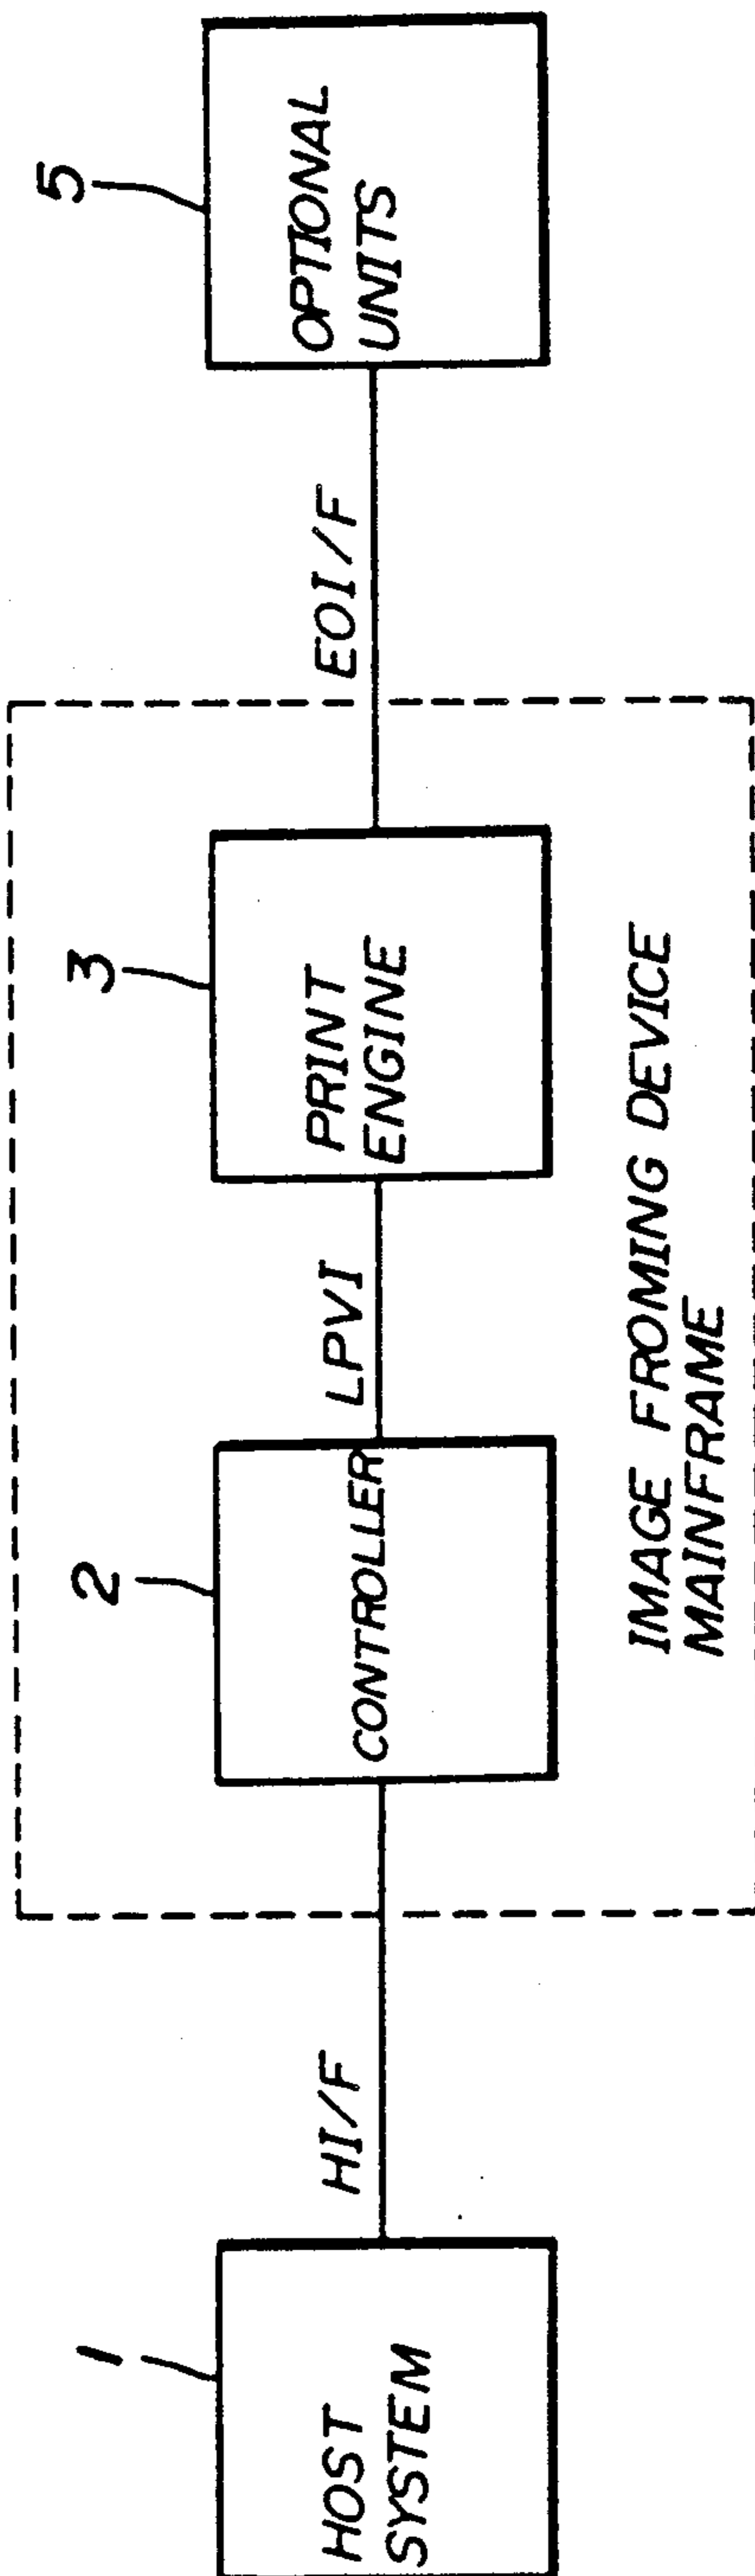 1
HOST
SYSTEM
HI/F
2
CONTROLLER
LPVI
3
PRINT
ENGINE
IMAGE FROMING DEVICE
MAINFRAME
EOI/F
5
OPTIONAL
UNITS